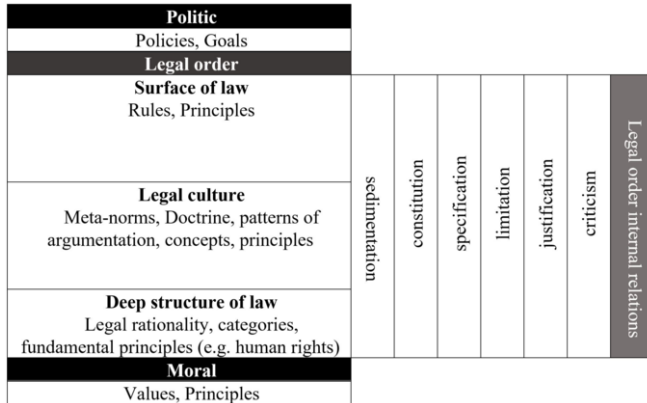 Politic
Policies, Goals
Legal order
Surface of law
Rules, Principles
Legal culture
Meta-norms, Doctrine, patterns of
argumentation, concepts, principles
Deep structure of law
Legal rationality, categories,
fundamental principles (e.g. human rights)
Moral
Values, Principles
sedimentation
constitution
specification
limitation
justification
criticism
Legal order internal relations